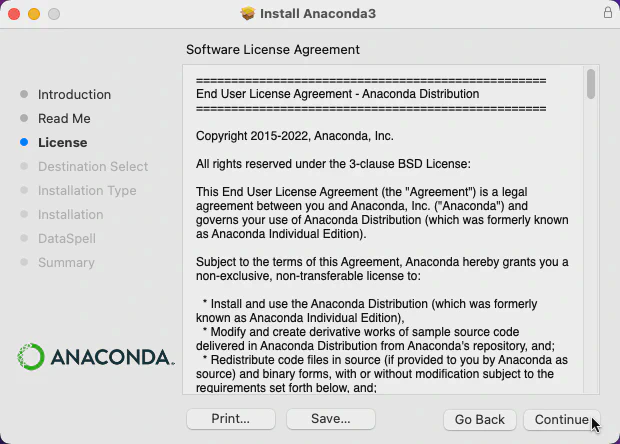 Install Anaconda3
Software License Agreement
Introduction
Read Me
License
Destination Select
Installation Type
Installation
DataSpell
Summary
ANACONDA.
==================================================
End User License Agreement - Anaconda Distribution
==================================================
Copyright 2015-2022, Anaconda, Inc.
All rights reserved under the 3-clause BSD License:
This End User License Agreement (the "Agreement") is a legal
agreement between you and Anaconda, Inc. ("Anaconda") and
governs your use of Anaconda Distribution (which was formerly known
as Anaconda Individual Edition).
Subject to the terms of this Agreement, Anaconda hereby grants you a
non-exclusive, non-transferable license to:
* Install and use the Anaconda Distribution (which was formerly
known as Anaconda Individual Edition),
* Modify and create derivative works of sample source code
delivered in Anaconda Distribution from Anaconda's repository, and;
* Redistribute code files in source (if provided to you by Anaconda as
source) and binary forms, with or without modification subject to the
requirements set forth below, and;
Print...
Save...
Go Back
Continue